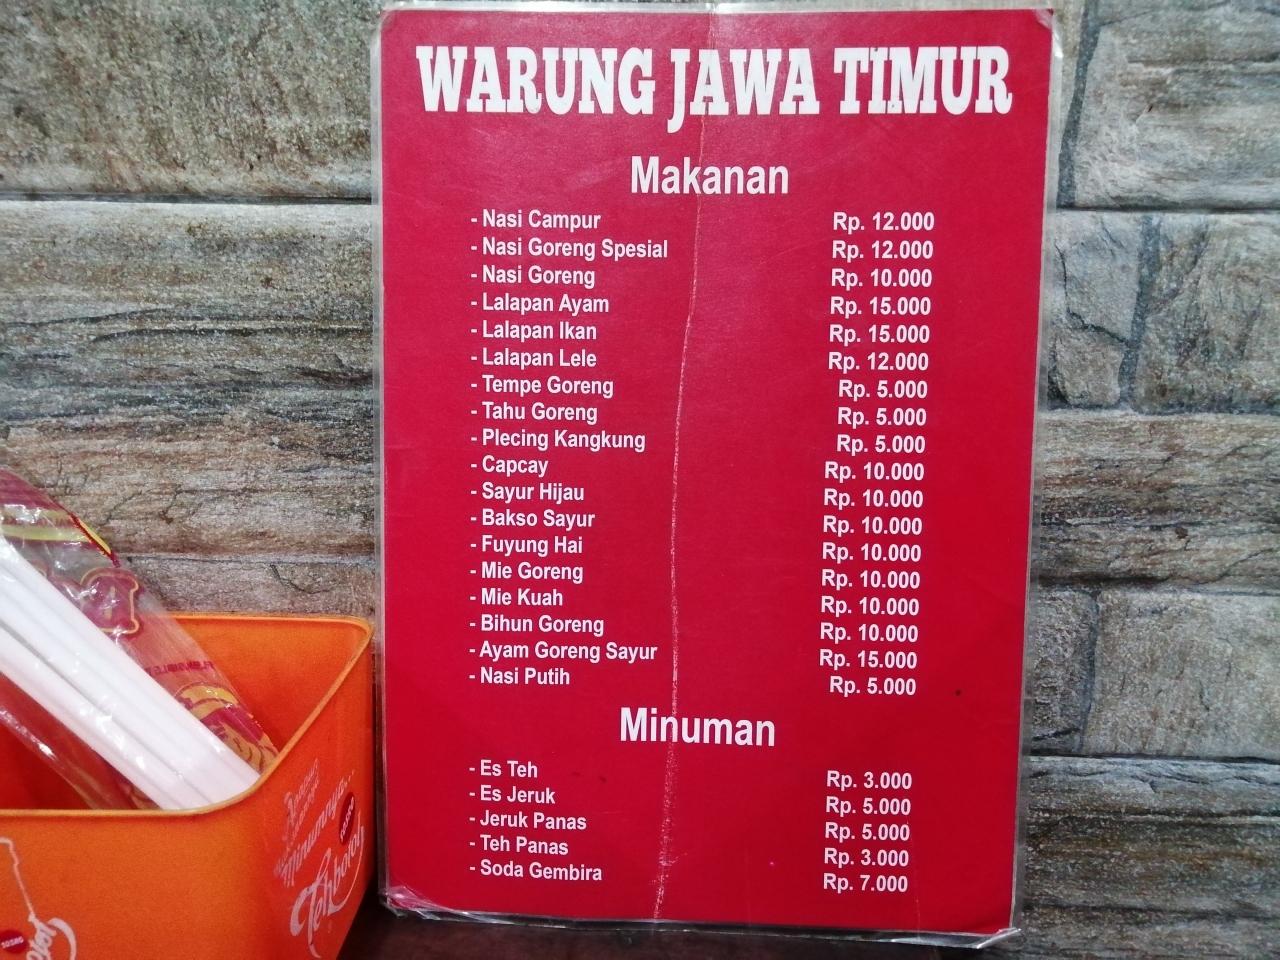 WARUNG JAWA TIMUR
Makanan
- Nasi Campur Rp. 12.000
- Nasi Goreng Spesial Rp. 12.000
- Nasi Goreng Rp. 10.000
- Lalapan Ayam Rp. 15.000
- Lalapan Ikan Rp. 15.000
- Lalapan Lele Rp. 12.000
- Tempe Goreng Rp. 5.000
- Tahu Goreng Rp. 5.000
- Plecing Kangkung Rp. 5.000
- Capcay Rp. 10.000
- Sayur Hijau Rp. 10.000
- Bakso Sayur Rp. 10.000
- Fuyung Hai Rp. 10.000
- Mie Goreng Rp. 10.000
- Mie Kuah Rp. 10.000
- Bihun Goreng Rp. 10.000
- Ayam Goreng Sayur Rp. 15.000
- Nasi Putih Rp. 5.000
Minuman
- Es Teh Rp. 3.000
- Es Jeruk Rp. 5.000
- Jeruk Panas Rp. 5.000
- Teh Panas Rp. 3.000
- Soda Gembira Rp. 7.000
Minumnya...
Tehbotol
sosro
sosro